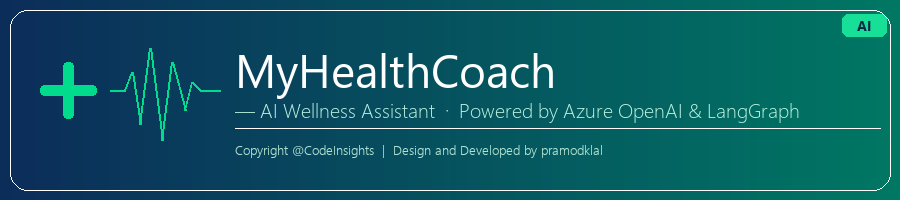 AI
MyHealthCoach
— AI Wellness Assistant · Powered by Azure OpenAI & LangGraph
Copyright @CodeInsights | Design and Developed by pramodklal